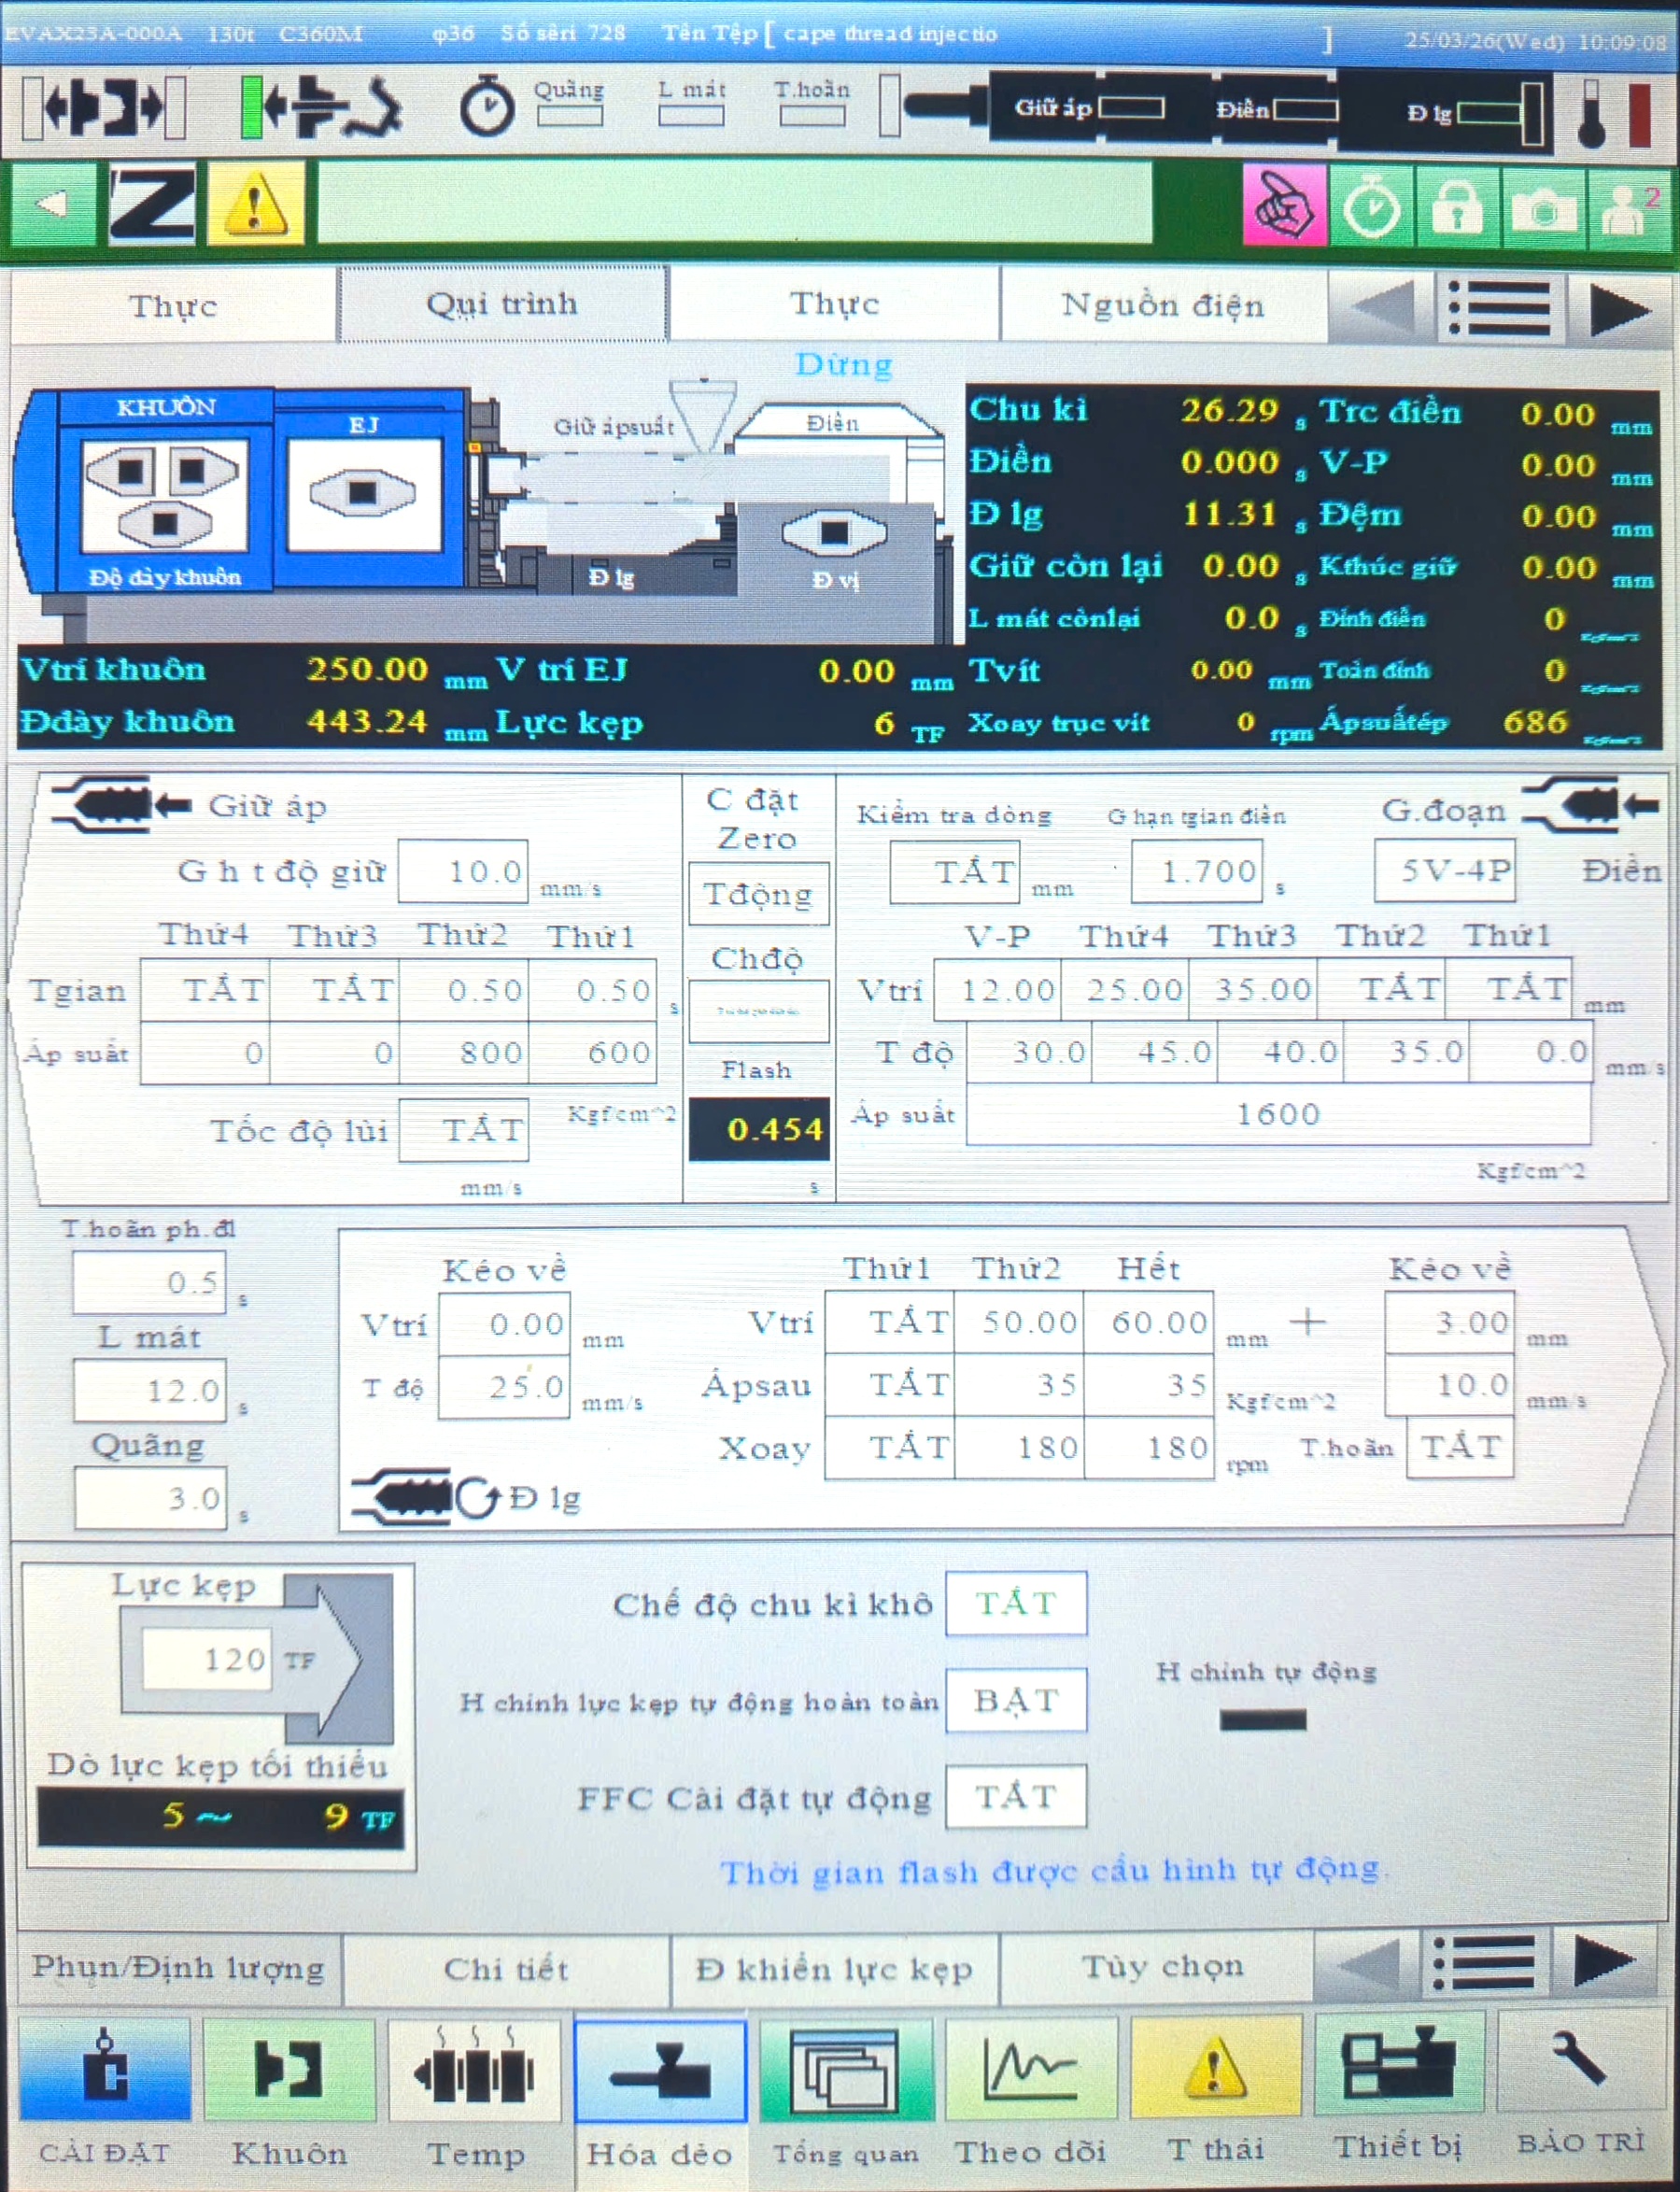 EVAX25A-000A 130t C360M φ36 Số sêri 728 Tên Tệp [ cape thread injectio ] 25/03/26(Wed) 10:09:08
Quãng L mát T.hoãn Giữ áp Điền Đ lg
2
Thực Qui trình Thực Nguồn điện
Dừng
KHUÔN EJ Giữ ápsuất Điền
Độ dày khuôn Đ lg Đ vị
Chu kì 26.29 s Trc điền 0.00 mm
Điền 0.000 s V-P 0.00 mm
Đ lg 11.31 s Đệm 0.00 mm
Giữ còn lại 0.00 s Kthúc giữ 0.00 mm
L mát cònlại 0.0 s Đỉnh điền 0
Vtrí khuôn 250.00 mm V trí EJ 0.00 mm Tvít 0.00 mm Toàn đỉnh 0
Đdày khuôn 443.24 mm Lực kẹp 6 TF Xoay trục vít 0 rpm Ápsuấtép 686
Giữ áp
G h t độ giữ 10.0 mm/s
Thứ4 Thứ3 Thứ2 Thứ1
Tgian TẮT TẮT 0.50 0.50 s
Áp suất 0 0 800 600
Tốc độ lùi TẮT Kgf/cm^2
mm/s
C đặt
Zero
Tđộng
Chđộ
Flash
0.454
s
Kiểm tra dòng G hạn tgian điền G.đoạn
TẮT mm 1.700 s 5V-4P Điền
V-P Thứ4 Thứ3 Thứ2 Thứ1
Vtrí 12.00 25.00 35.00 TẮT TẮT mm
T độ 30.0 45.0 40.0 35.0 0.0 mm/s
Áp suất 1600
Kgf/cm^2
T.hoãn ph.đl
0.5 s
L mát
12.0 s
Quãng
3.0 s
Kéo về
Vtrí 0.00 mm
T độ 25.0 mm/s
Đ lg
Thứ1 Thứ2 Hết Kéo về
Vtrí TẮT 50.00 60.00 mm + 3.00 mm
Ápsau TẮT 35 35 Kgf/cm^2 10.0 mm/s
Xoay TẮT 180 180 rpm T.hoãn TẮT
Lực kẹp
120 TF
Dò lực kẹp tối thiểu
5 ~ 9 TF
Chế độ chu kì khô TẮT
H chỉnh lực kẹp tự động hoàn toàn BẬT H chỉnh tự động
FFC Cài đặt tự động TẮT
Thời gian flash được cấu hình tự động.
Phun/Định lượng Chi tiết Đ khiển lực kẹp Tùy chọn
CÀI ĐẶT Khuôn Temp Hóa dẻo Tổng quan Theo dõi T thái Thiết bị BẢO TRÌ